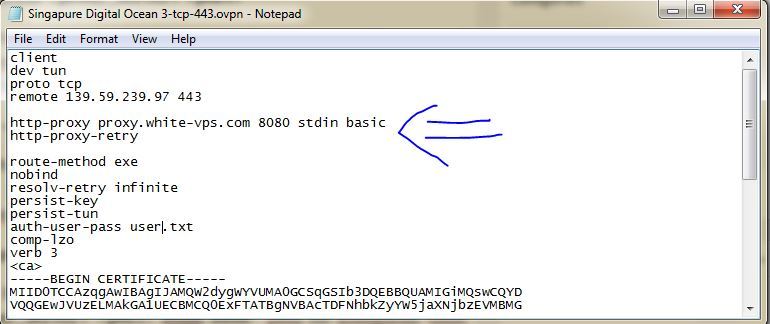 Singapure Digital Ocean 3-tcp-443.ovpn - Notepad
File Edit Format View Help
client
dev tun
proto tcp
remote 139.59.239.97 443
http-proxy proxy.white-vps.com 8080 stdin basic
http-proxy-retry
route-method exe
nobind
resolv-retry infinite
persist-key
persist-tun
auth-user-pass user.txt
comp-lzo
verb 3
<ca>
-----BEGIN CERTIFICATE-----
MIID0TCCAzqgAwIBAgIJAMQW2dygWYVUMA0GCSqGSIb3DQEBBQUAMIGiMQswCQYD
VQQGEwJVUzELMAkGA1UECBMCQ0ExFTATBgNVBAcTDFNhbkZyYW5jaXNjbzEVMBMG